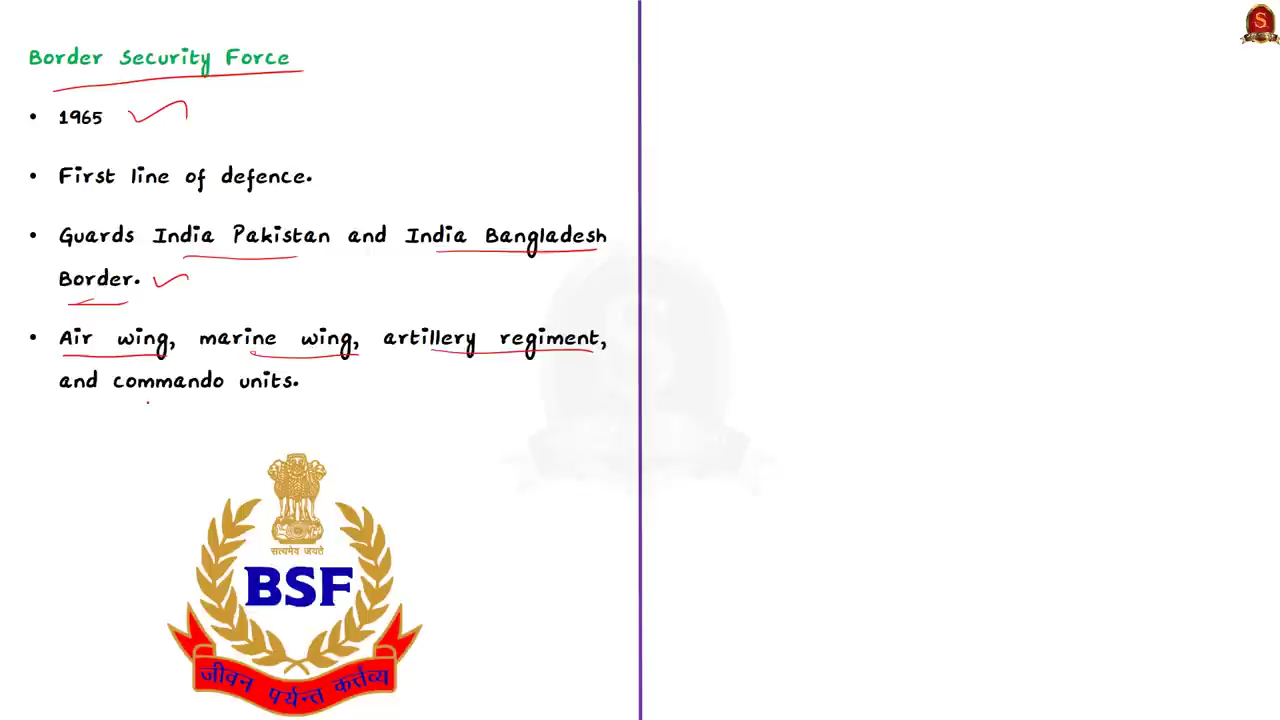 Border Security Force
• 1965
• First line of defence.
• Guards India Pakistan and India Bangladesh
Border.
• Air wing, marine wing, artillery regiment,
and commando units.
सत्यमेव जयते
BSF
जीवन पर्यन्त कर्त्तव्य
S